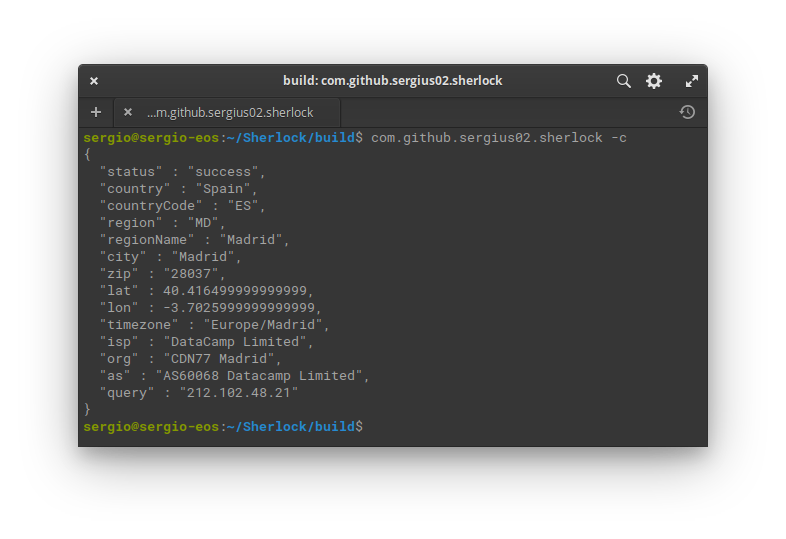 build: com.github.sergius02.sherlock
...m.github.sergius02.sherlock
sergio@sergio-eos:~/Sherlock/build$ com.github.sergius02.sherlock -c
{
  "status" : "success",
  "country" : "Spain",
  "countryCode" : "ES",
  "region" : "MD",
  "regionName" : "Madrid",
  "city" : "Madrid",
  "zip" : "28037",
  "lat" : 40.416499999999999,
  "lon" : -3.7025999999999999,
  "timezone" : "Europe/Madrid",
  "isp" : "DataCamp Limited",
  "org" : "CDN77 Madrid",
  "as" : "AS60068 Datacamp Limited",
  "query" : "212.102.48.21"
}
sergio@sergio-eos:~/Sherlock/build$